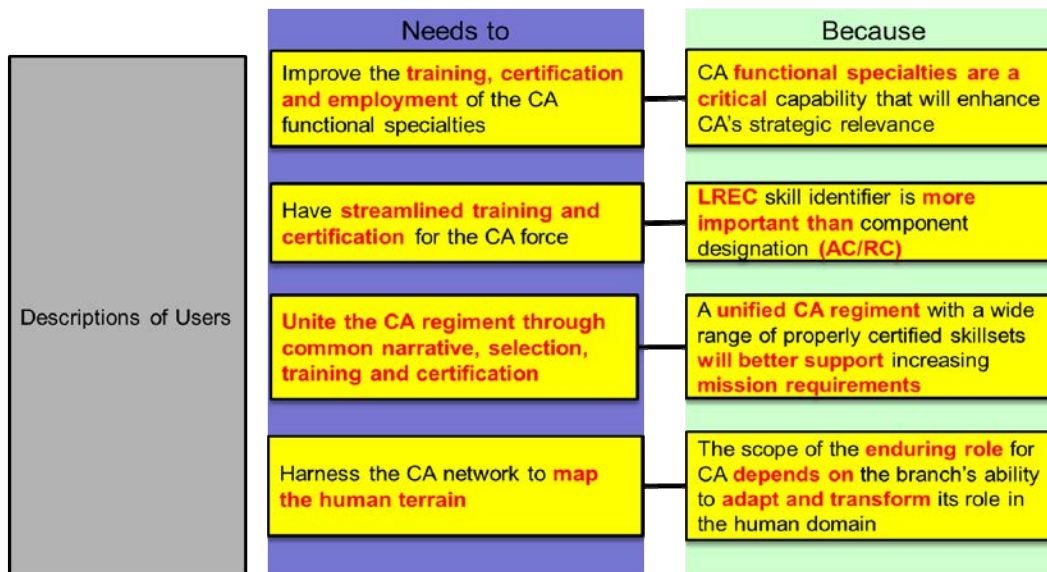 Needs to
Because
Descriptions of Users
Improve the training, certification
and employment of the CA
functional specialties
CA functional specialties are a
critical capability that will enhance
CA's strategic relevance
Have streamlined training and
certification for the CA force
LREC skill identifier is more
important than component
designation (AC/RC)
Unite the CA regiment through
common narrative, selection,
training and certification
A unified CA regiment with a wide
range of properly certified skillsets
will better support increasing
mission requirements
Harness the CA network to map
the human terrain
The scope of the enduring role for
CA depends on the branch's ability
to adapt and transform its role in
the human domain